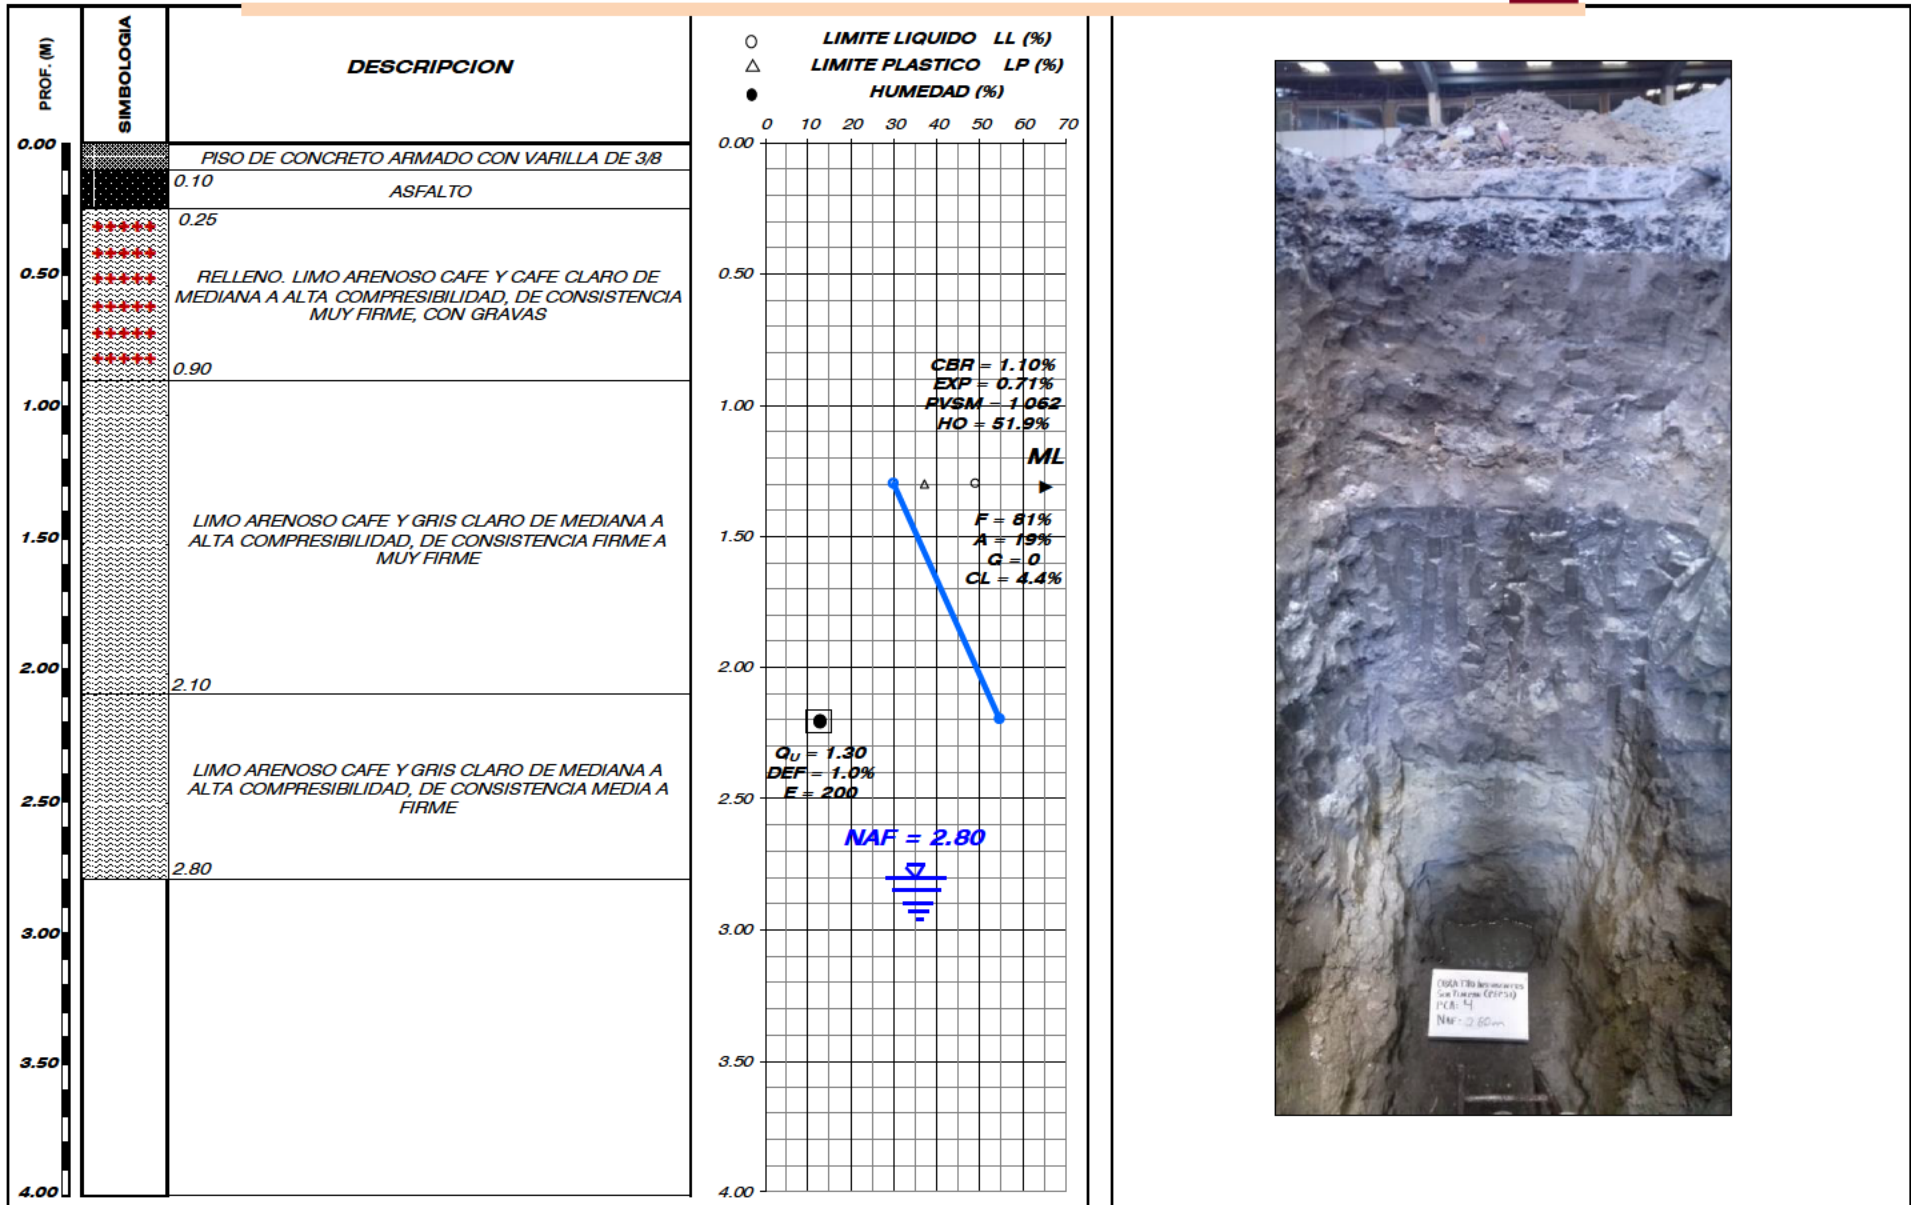 PROF. (M)
SIMBOLOGIA
DESCRIPCION
LIMITE LIQUIDO LL (%)
LIMITE PLASTICO LP (%)
HUMEDAD (%)
0 10 20 30 40 50 60 70
0.00
0.50
1.00
1.50
2.00
2.50
3.00
3.50
4.00
PISO DE CONCRETO ARMADO CON VARILLA DE 3/8
0.10
ASFALTO
0.25
RELLENO. LIMO ARENOSO CAFE Y CAFE CLARO DE
MEDIANA A ALTA COMPRESIBILIDAD, DE CONSISTENCIA
MUY FIRME, CON GRAVAS
0.90
LIMO ARENOSO CAFE Y GRIS CLARO DE MEDIANA A
ALTA COMPRESIBILIDAD, DE CONSISTENCIA FIRME A
MUY FIRME
2.10
LIMO ARENOSO CAFE Y GRIS CLARO DE MEDIANA A
ALTA COMPRESIBILIDAD, DE CONSISTENCIA MEDIA A
FIRME
2.80
0.00
0.50
1.00
1.50
2.00
2.50
3.00
3.50
4.00
CBR = 1.10%
EXP = 0.71%
PVSM = 1062
HO = 51.9%
ML
F = 81%
A = 19%
G = 0
CL = 4.4%
QU = 1.30
DEF = 1.0%
E = 200
NAF = 2.80
PCA: 4
NAF: